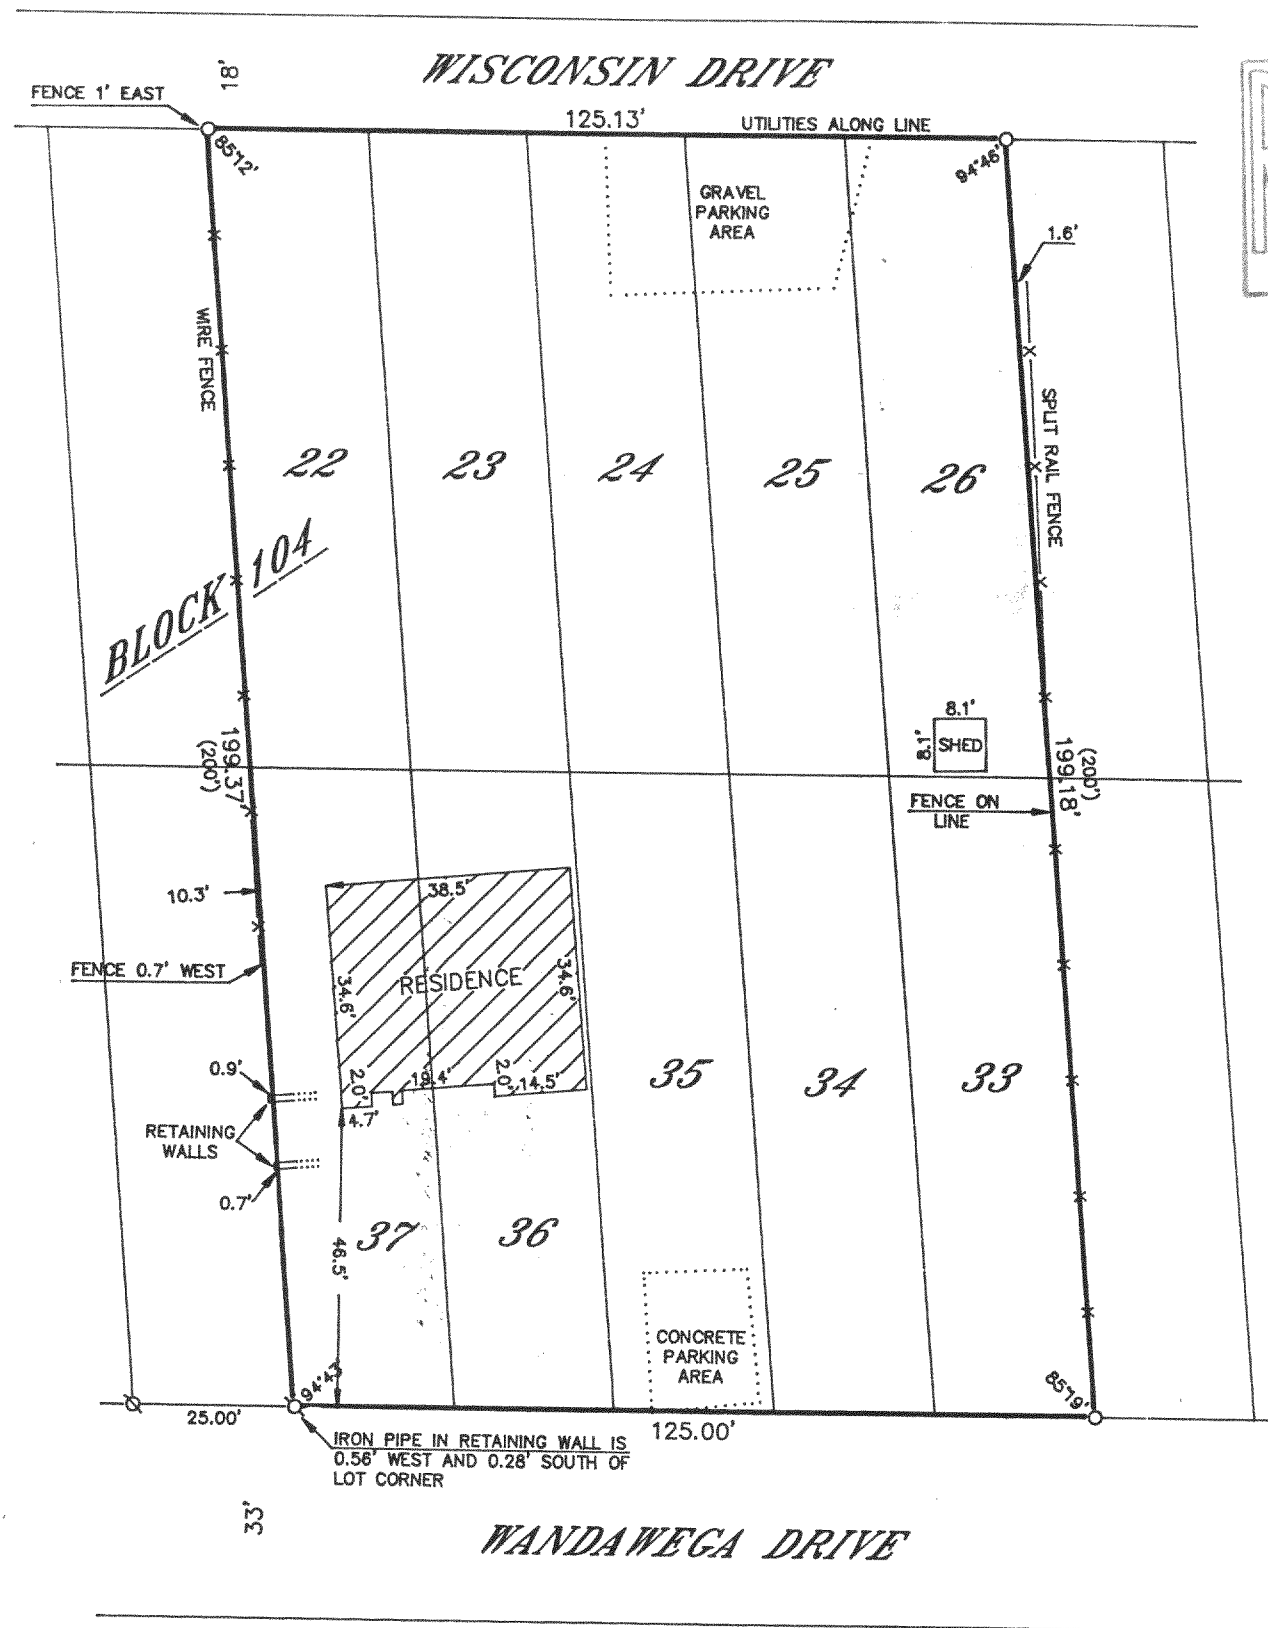 WISCONSIN DRIVE
18'
FENCE 1' EAST
125.13'
UTILITIES ALONG LINE
85°12'
94°46'
GRAVEL
PARKING
AREA
1.6'
WIRE FENCE
SPLIT RAIL FENCE
22
23
24
25
26
BLOCK 104
8.1'
8.1'
SHED
199.37'
(200')
199.18'
(200')
FENCE ON
LINE
10.3'
38.5'
FENCE 0.7' WEST
RESIDENCE
34.6'
34.6'
0.9'
2.0'
19.4'
2.0'
14.5'
4.7'
RETAINING
WALLS
0.7'
35
34
33
37
36
46.5'
CONCRETE
PARKING
AREA
94°43'
85°19'
25.00'
125.00'
IRON PIPE IN RETAINING WALL IS
0.56' WEST AND 0.28' SOUTH OF
LOT CORNER
33'
WANDAWEGA DRIVE